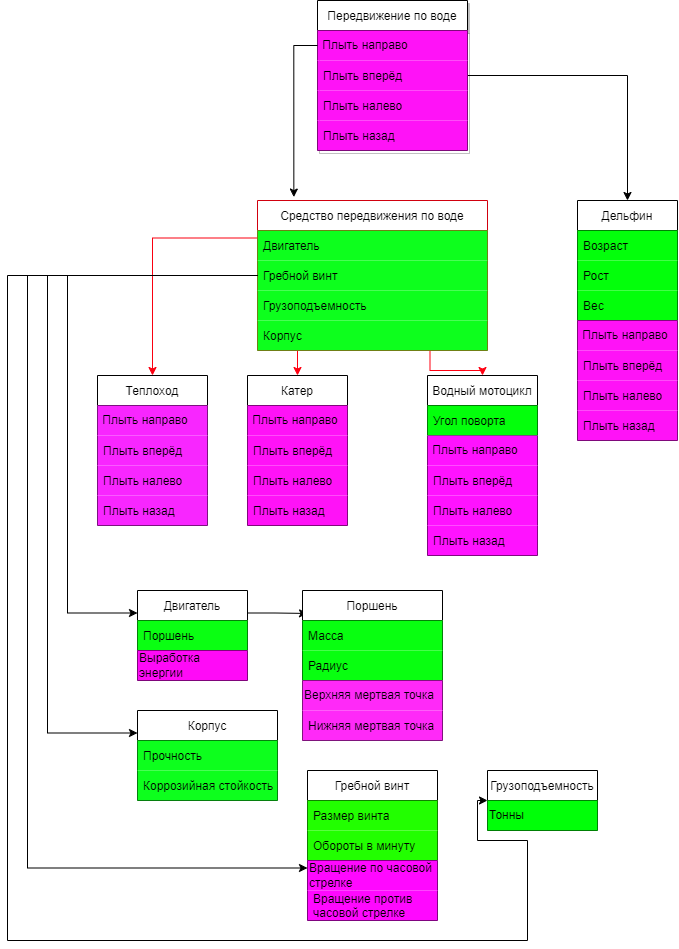 Передвижение по воде
Плыть направо
Плыть вперёд
Плыть налево
Плыть назад
Средство передвижения по воде
Двигатель
Гребной винт
Грузоподъемность
Корпус
Дельфин
Возраст
Рост
Вес
Плыть направо
Плыть вперёд
Плыть налево
Плыть назад
Теплоход
Плыть направо
Плыть вперёд
Плыть налево
Плыть назад
Катер
Плыть направо
Плыть вперёд
Плыть налево
Плыть назад
Водный мотоцикл
Угол поворта
Плыть направо
Плыть вперёд
Плыть налево
Плыть назад
Двигатель
Поршень
Выработка
энергии
Поршень
Масса
Радиус
Верхняя мертвая точка
Нижняя мертвая точка
Корпус
Прочность
Коррозийная стойкость
Гребной винт
Размер винта
Обороты в минуту
Вращение по часовой
стрелке
Вращение против
часовой стрелке
Грузоподъемность
Тонны